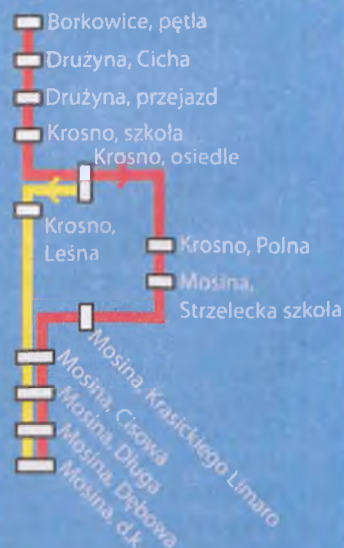 Borkowice, pętla
Drużyna, Cicha
Drużyna, przejazd
Krosno, szkoła
Krosno, osiedle
Krosno,
Leśna
Krosno, Polna
Mosina,
Strzelecka szkoła
Mosina, Krasickiego Limaro
Mosina, Cisowa
Mosina, Długa
Mosina, Dębowa
Mosina, d.k.